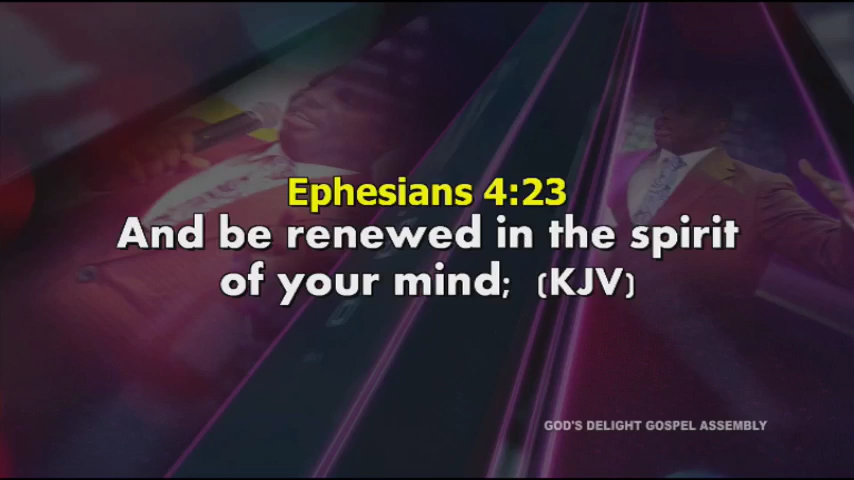 Ephesians 4:23
And be renewed in the spirit
of your mind; (KJV)
GOD'S DELIGHT GOSPEL ASSEMBLY